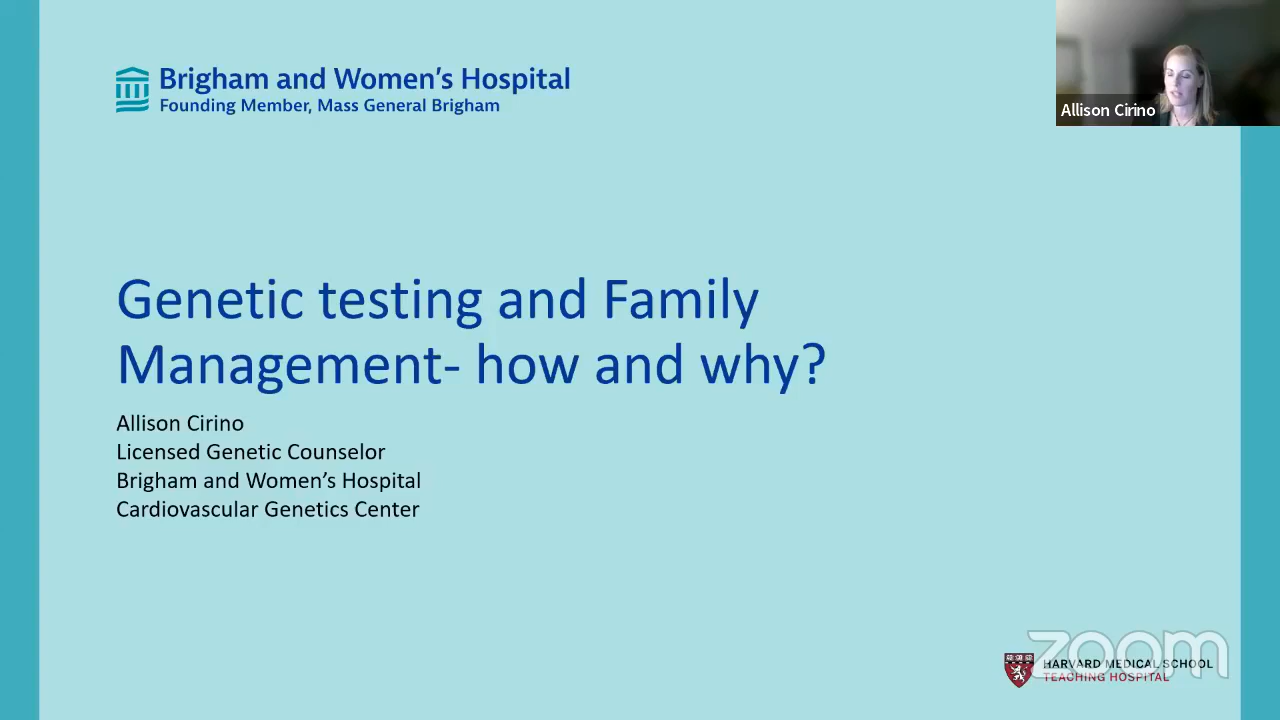 Brigham and Women's Hospital
Founding Member, Mass General Brigham
Allison Cirino
Genetic testing and Family
Management- how and why?
Allison Cirino
Licensed Genetic Counselor
Brigham and Women's Hospital
Cardiovascular Genetics Center
zoom
HARVARD MEDICAL SCHOOL
TEACHING HOSPITAL